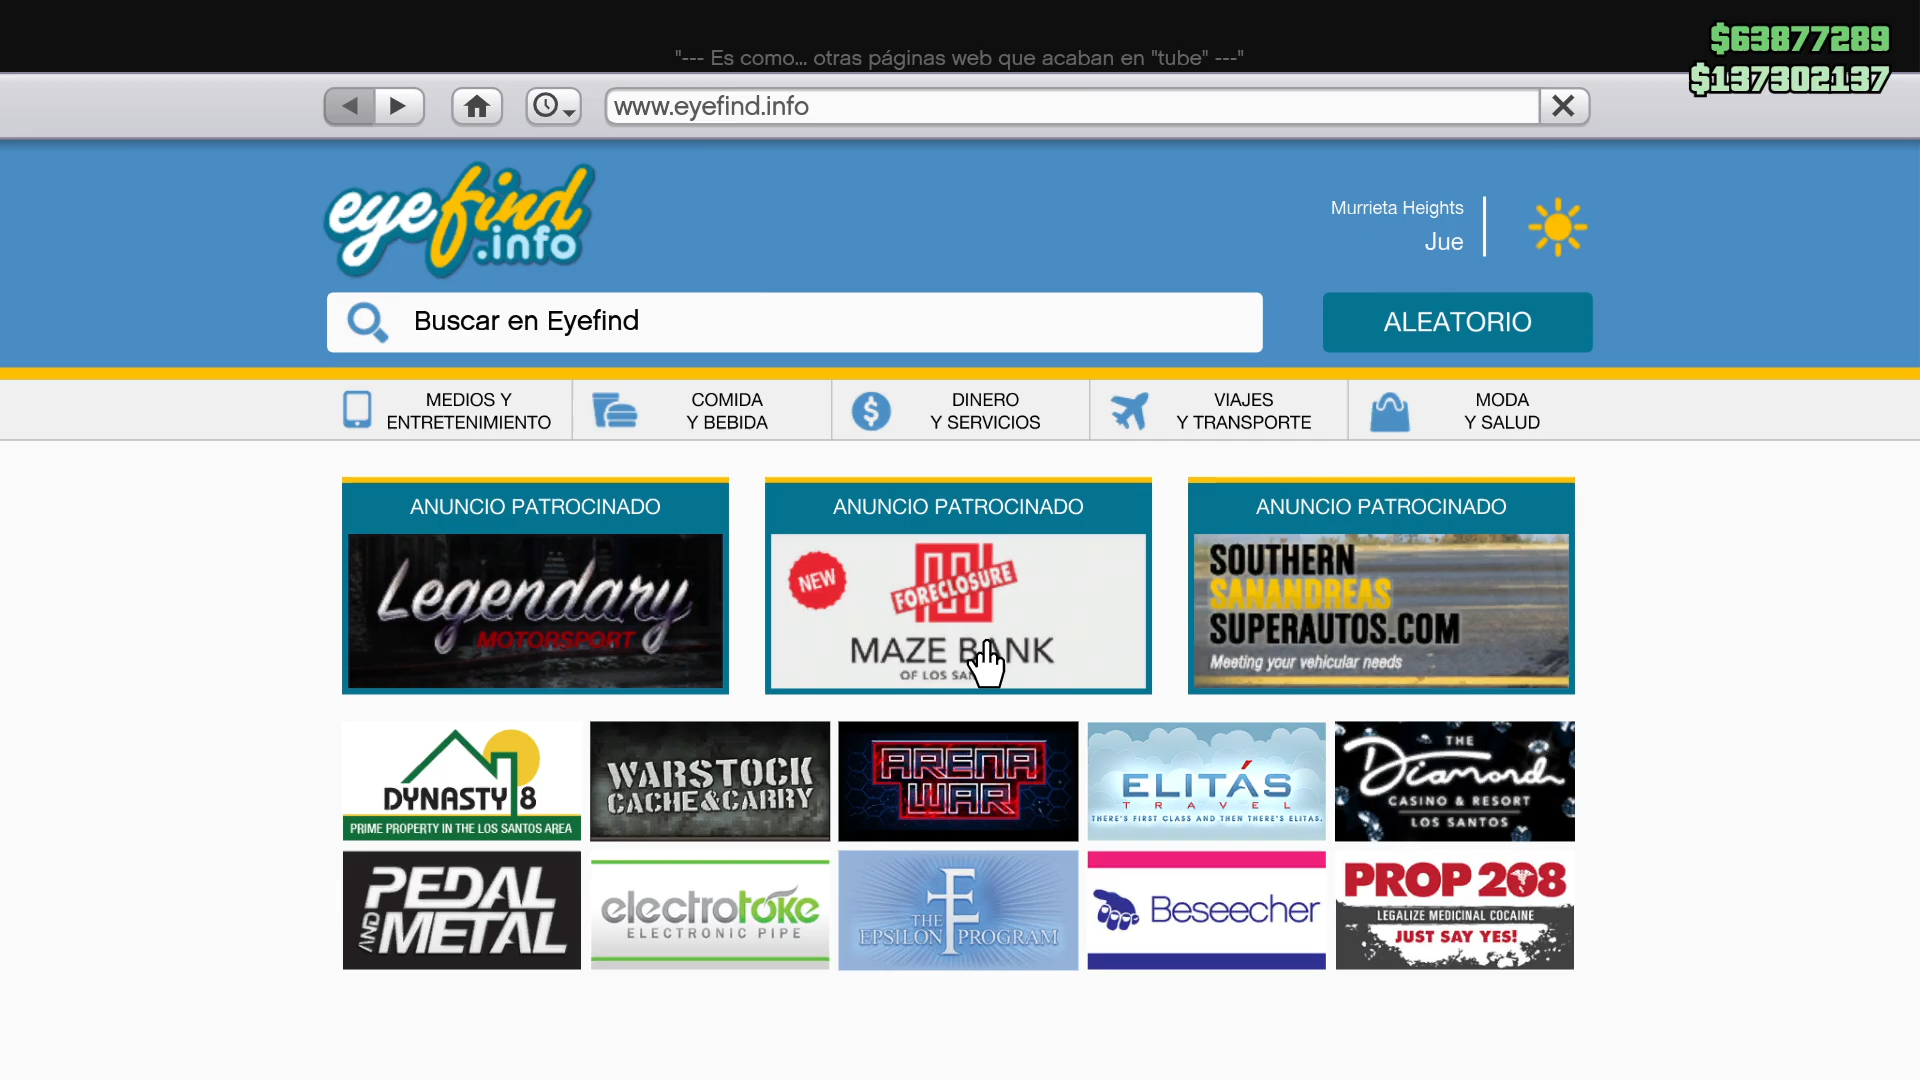 "--- Es como... otras páginas web que acaban en "tube" ---"
$63877289
$137302137
www.eyefind.info
eyefind
.info
Murrieta Heights
Jue
Buscar en Eyefind
ALEATORIO
MEDIOS Y
ENTRETENIMIENTO
COMIDA
Y BEBIDA
DINERO
Y SERVICIOS
VIAJES
Y TRANSPORTE
MODA
Y SALUD
ANUNCIO PATROCINADO
Legendary
MOTORSPORT
ANUNCIO PATROCINADO
NEW
FORECLOSURE
MAZE BANK
OF LOS SAN
ANUNCIO PATROCINADO
SOUTHERN
SANANDREAS
SUPERAUTOS.COM
Meeting your vehicular needs
DYNASTY 8
PRIME PROPERTY IN THE LOS SANTOS AREA
WARSTOCK
CACHE&CARRY
ARENA
WAR
ELITÁS
TRAVEL
THERE'S FIRST CLASS AND THEN THERE'S ELITAS.
THE
Diamond
CASINO & RESORT
LOS SANTOS
PEDAL
AND
METAL
electrotoke
ELECTRONIC PIPE
THE
EPSILON PROGRAM
Beseecher
PROP 208
LEGALIZE MEDICINAL COCAINE
JUST SAY YES!